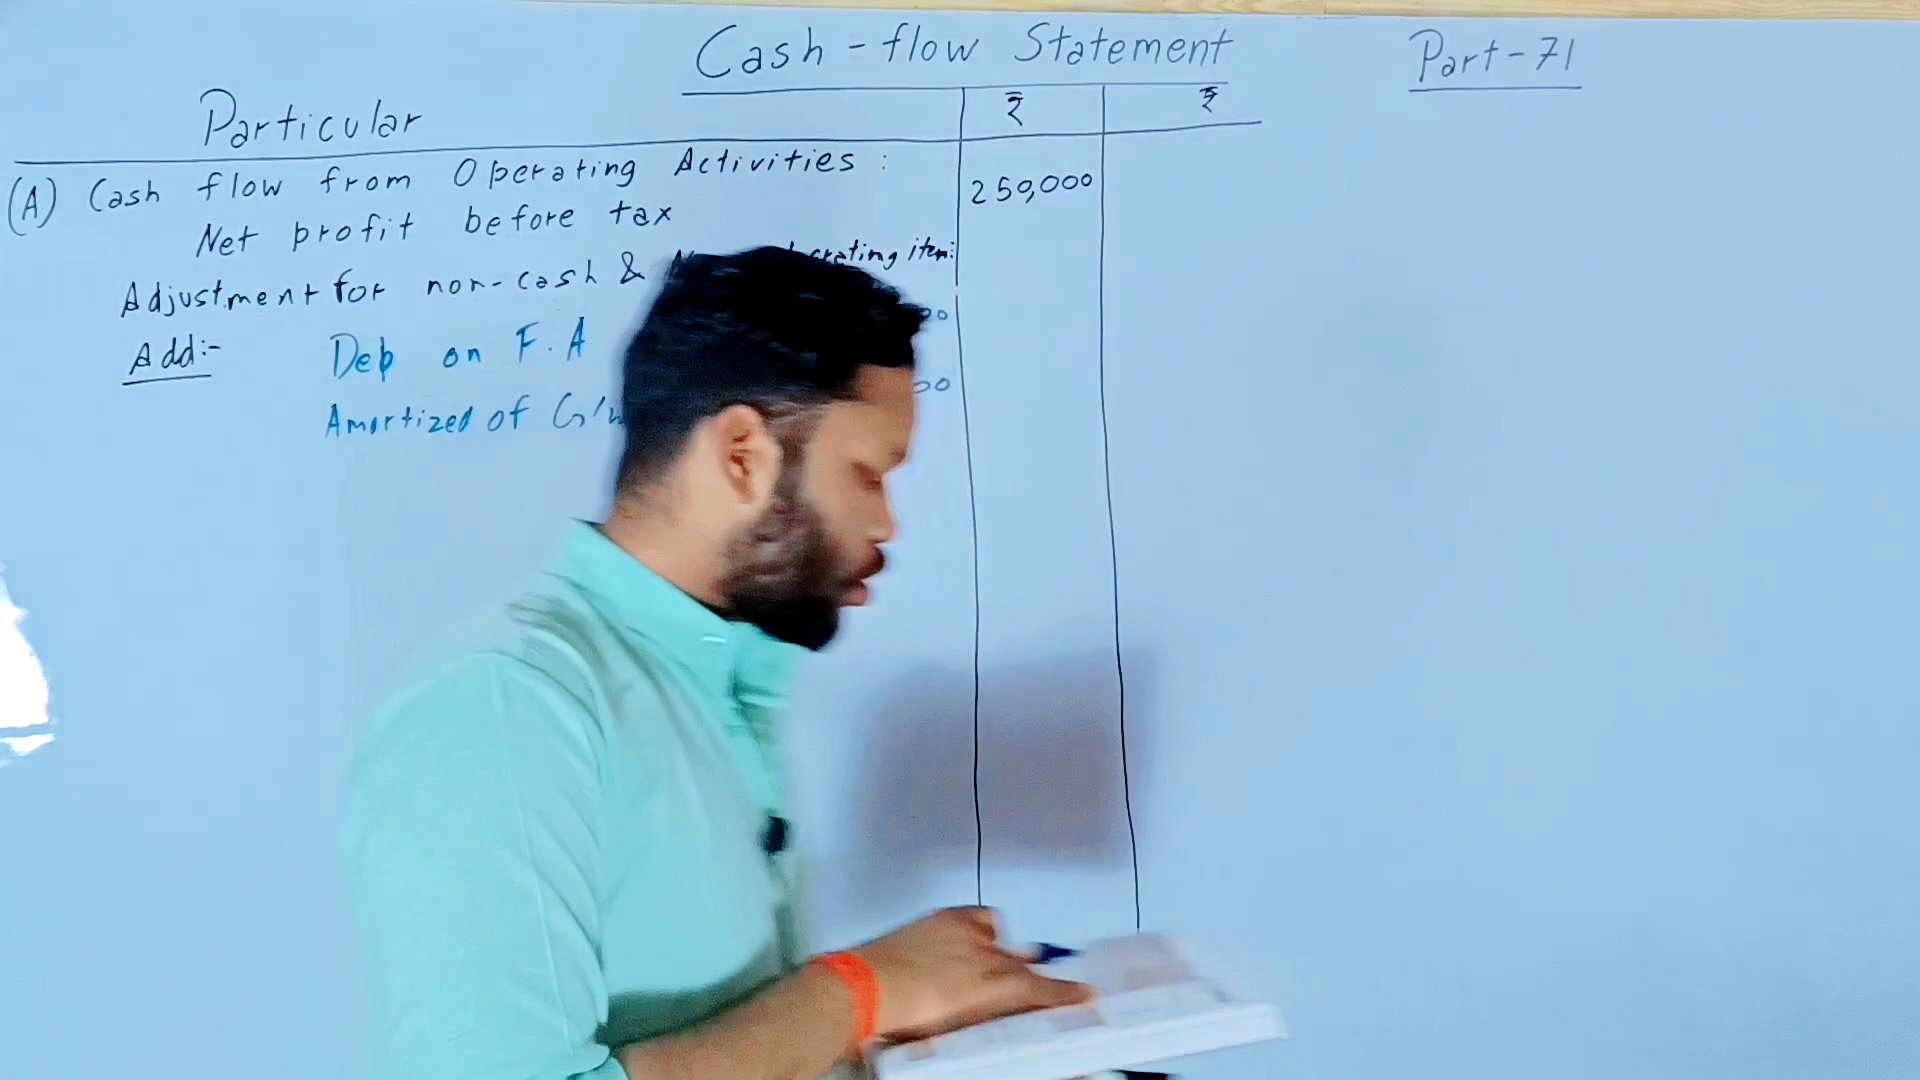 Cash-flow Statement
Part-71
Particular ₹ ₹
(A) Cash flow from Operating Activities :
Net profit before tax 250,000
Adjustment for non-cash & item:
Add:- Dep on F.A
Amortized of G/w